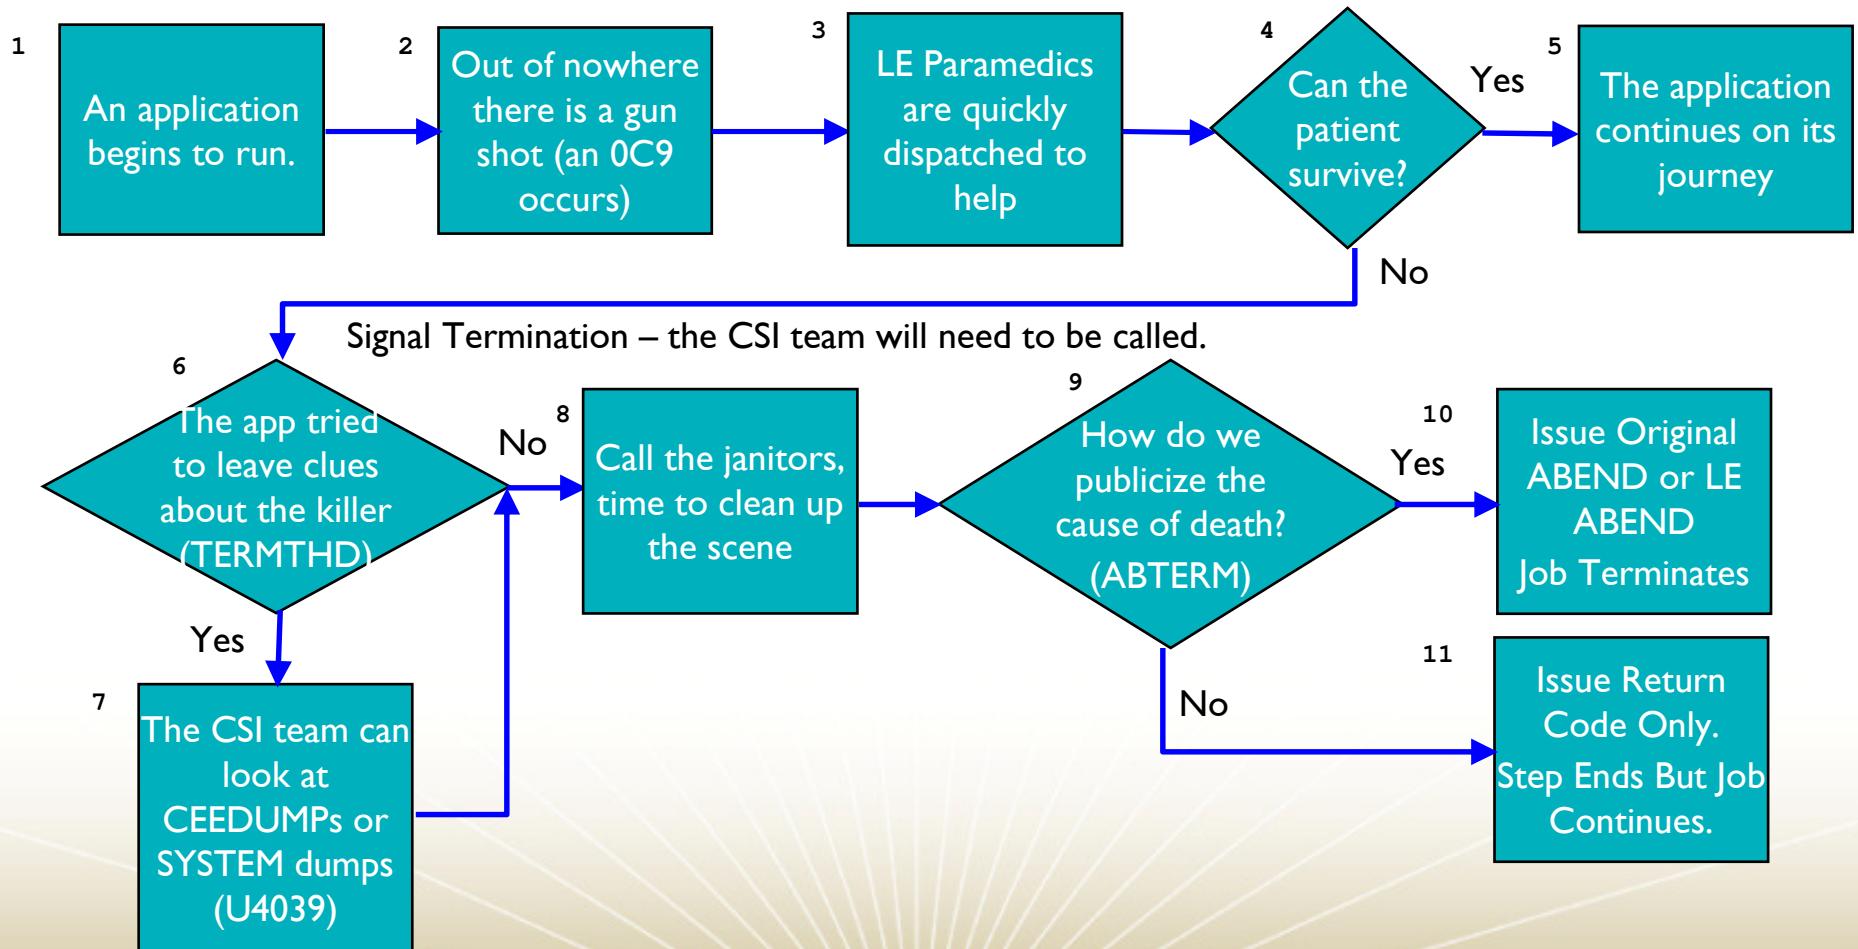 1
An application
begins to run.
2
Out of nowhere
there is a gun
shot (an 0C9
occurs)
3
LE Paramedics
are quickly
dispatched to
help
4
Can the
patient
survive?
Yes
5
The application
continues on its
journey
No
Signal Termination – the CSI team will need to be called.
6
The app tried
to leave clues
about the killer
(TERMTHD)
No
Yes
7
The CSI team can
look at
CEEDUMPs or
SYSTEM dumps
(U4039)
8
Call the janitors,
time to clean up
the scene
9
How do we
publicize the
cause of death?
(ABTERM)
Yes
10
Issue Original
ABEND or LE
ABEND
Job Terminates
No
11
Issue Return
Code Only.
Step Ends But Job
Continues.